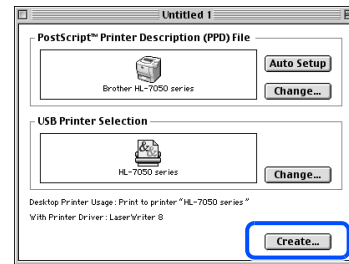 Untitled 1
PostScript™ Printer Description (PPD) File
Auto Setup
Brother HL-7050 series
Change...
USB Printer Selection
HL-7050 series
Change...
Desktop Printer Usage: Print to printer "HL-7050 series"
With Printer Driver: LaserWriter 8
Create...